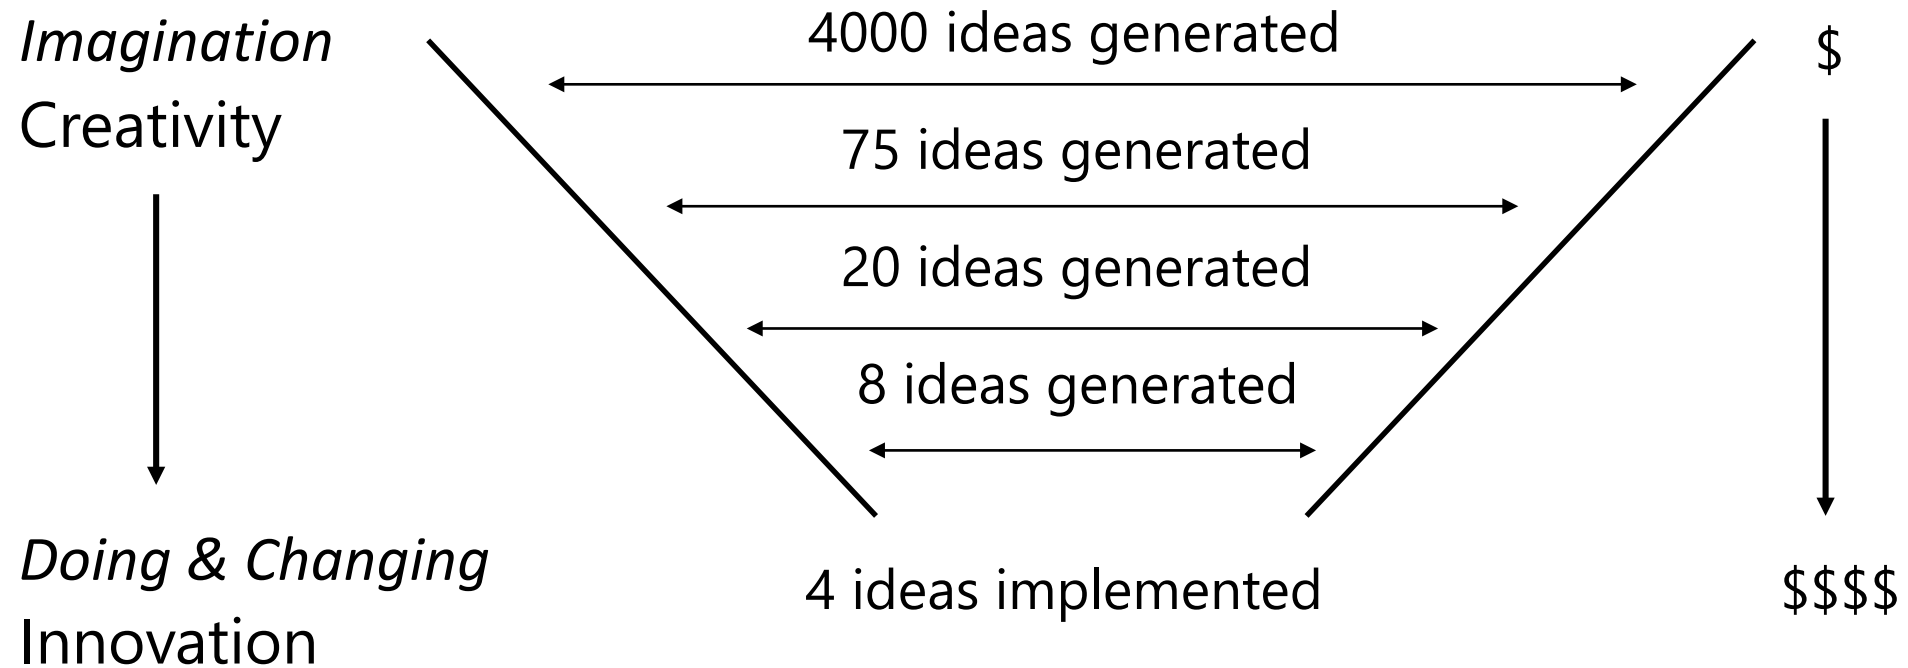 Imagination
Creativity
4000 ideas generated
$
75 ideas generated
20 ideas generated
8 ideas generated
Doing & Changing
Innovation
4 ideas implemented
$$$$